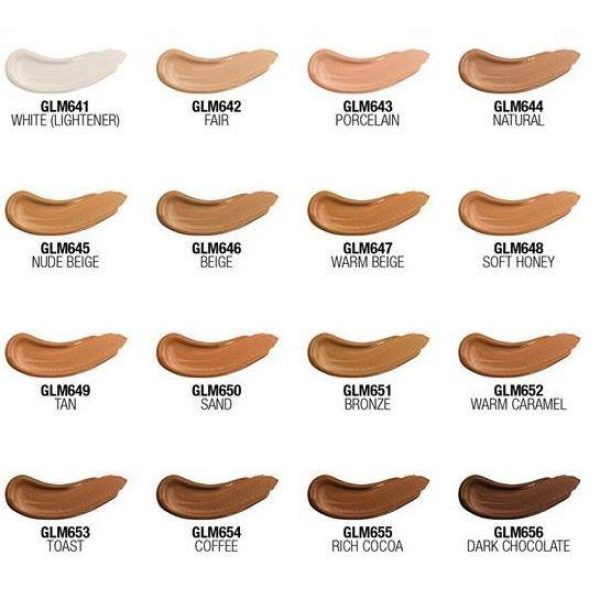 GLM641
WHITE (LIGHTENER)
GLM642
FAIR
GLM643
PORCELAIN
GLM644
NATURAL
GLM645
NUDE BEIGE
GLM646
BEIGE
GLM647
WARM BEIGE
GLM648
SOFT HONEY
GLM649
TAN
GLM650
SAND
GLM651
BRONZE
GLM652
WARM CARAMEL
GLM653
TOAST
GLM654
COFFEE
GLM655
RICH COCOA
GLM656
DARK CHOCOLATE